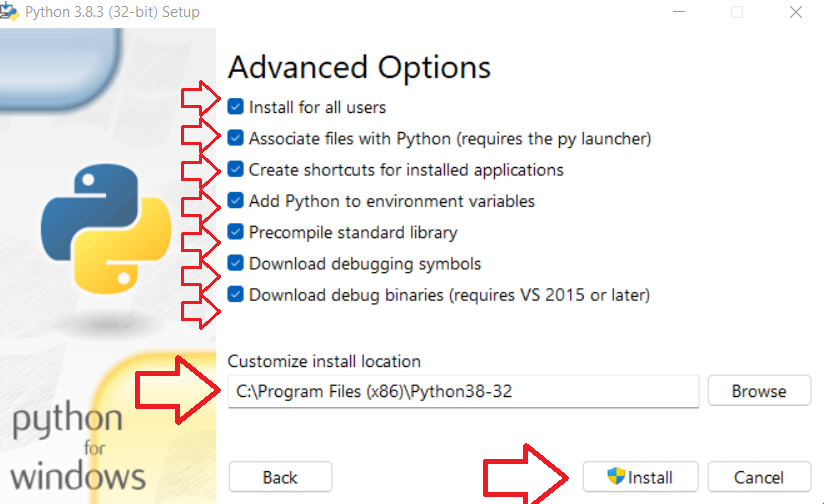 Python 3.8.3 (32-bit) Setup
Advanced Options
Install for all users
Associate files with Python (requires the py launcher)
Create shortcuts for installed applications
Add Python to environment variables
Precompile standard library
Download debugging symbols
Download debug binaries (requires VS 2015 or later)
Customize install location
C:\Program Files (x86)\Python38-32
Browse
python
for
windows
Back
Install
Cancel